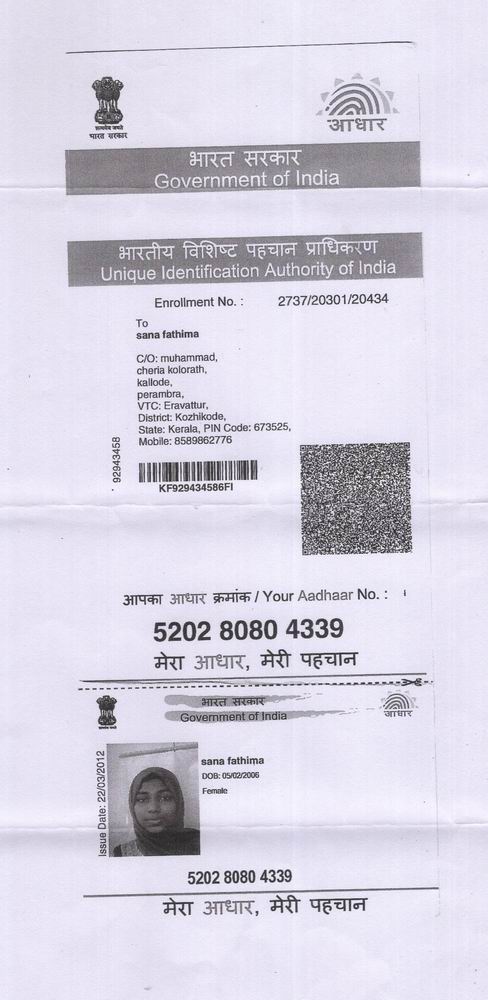 सत्यमेव जयते
भारत सरकार
आधार
भारत सरकार
Government of India
भारतीय विशिष्ट पहचान प्राधिकरण
Unique Identification Authority of India
Enrollment No. : 2737/20301/20434
To
sana fathima
C/O: muhammad,
cheria kolorath,
kallode,
perambra,
VTC: Eravattur,
District: Kozhikode,
State: Kerala, PIN Code: 673525,
Mobile: 8589862776
92943458
KF929434586FI
आपका आधार क्रमांक / Your Aadhaar No. :
5202 8080 4339
मेरा आधार, मेरी पहचान
भारत सरकार
Government of India
आधार
Issue Date: 22/03/2012
sana fathima
DOB: 05/02/2006
Female
5202 8080 4339
मेरा आधार, मेरी पहचान